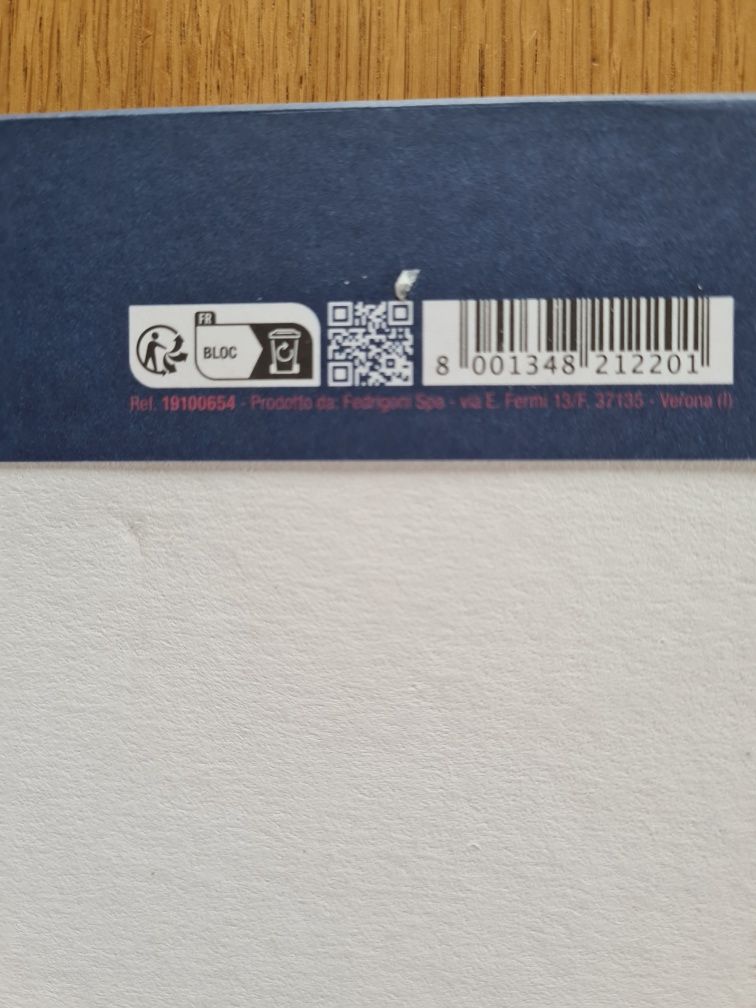 FR
BLOC
8 001348 212201
Ref. 19100654 - Prodotto da: Fedrigoni Spa - via E. Fermi 13/F, 37135 - Verona (I)